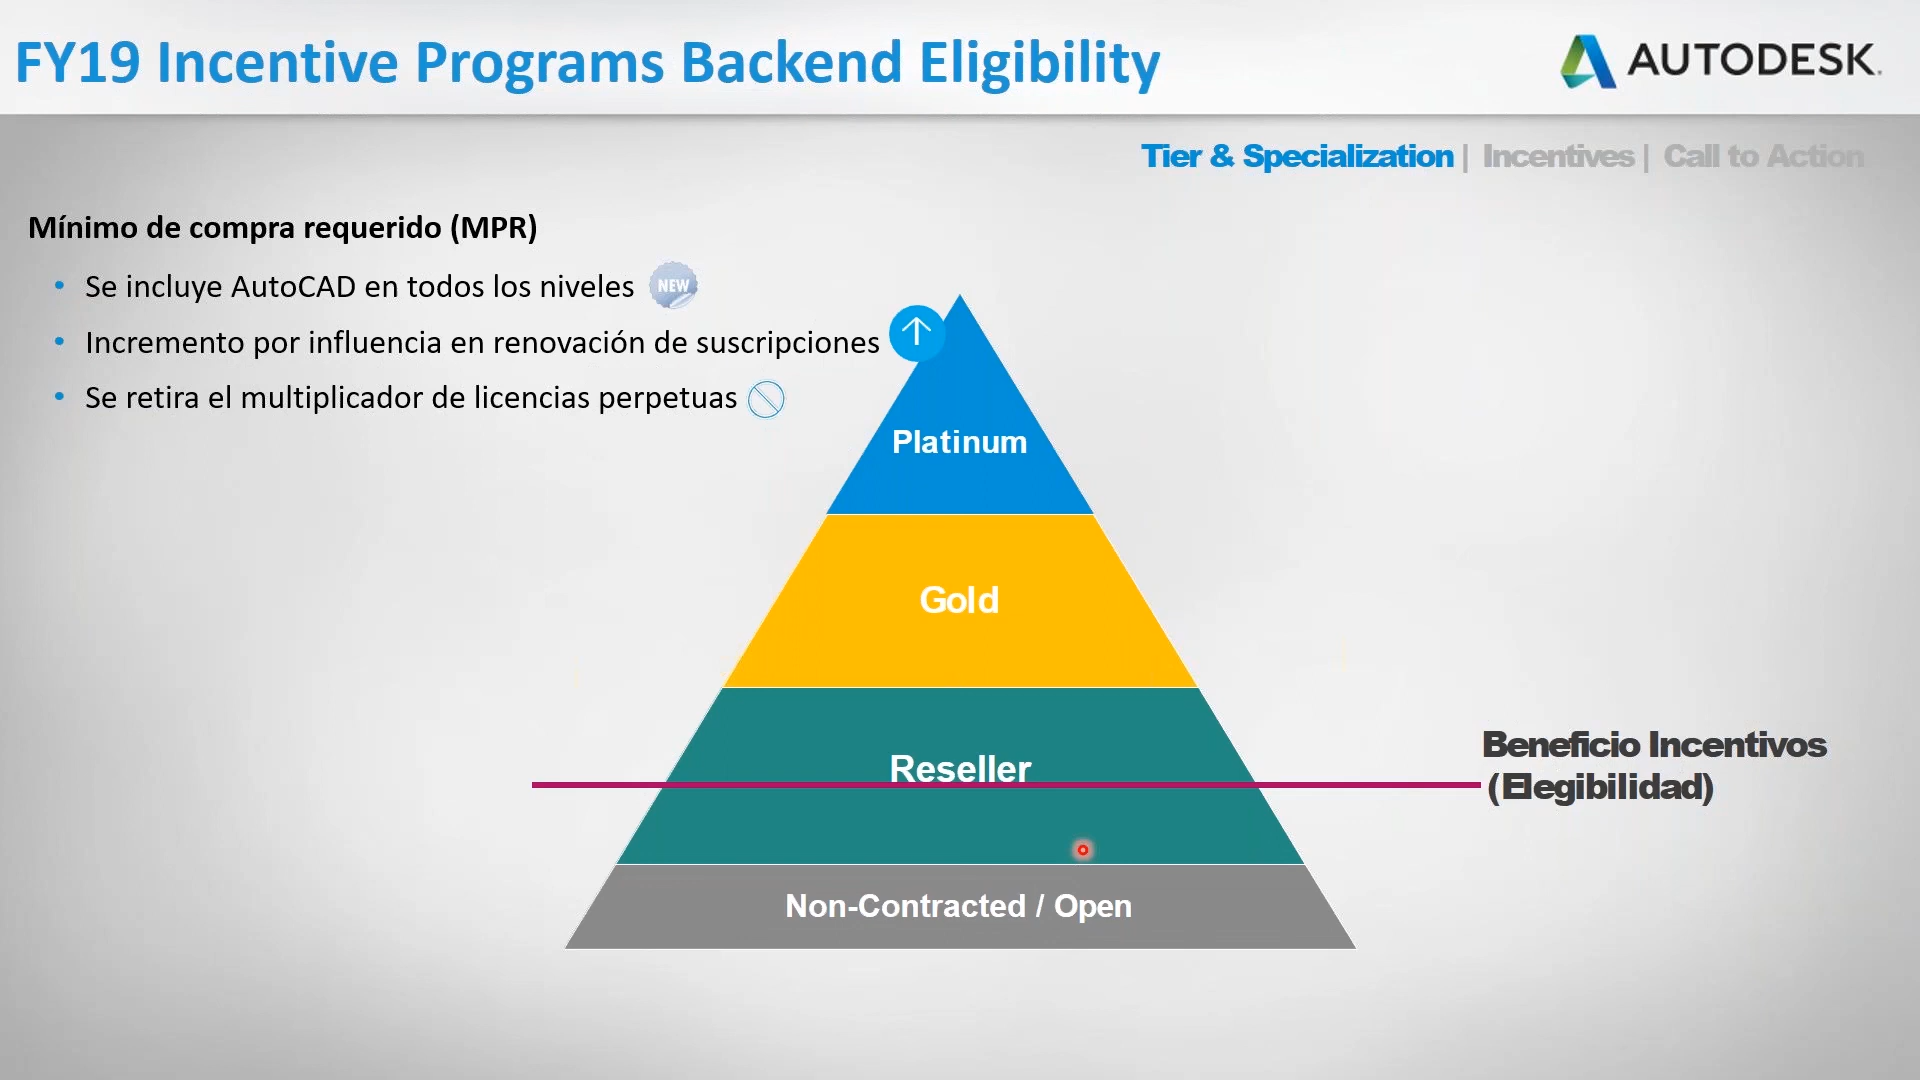 FY19 Incentive Programs Backend Eligibility
AUTODESK.
Tier & Specialization | Incentives | Call to Action
Mínimo de compra requerido (MPR)
• Se incluye AutoCAD en todos los niveles NEW
• Incremento por influencia en renovación de suscripciones
• Se retira el multiplicador de licencias perpetuas
Platinum
Gold
Reseller
Beneficio Incentivos
(Elegibilidad)
Non-Contracted / Open